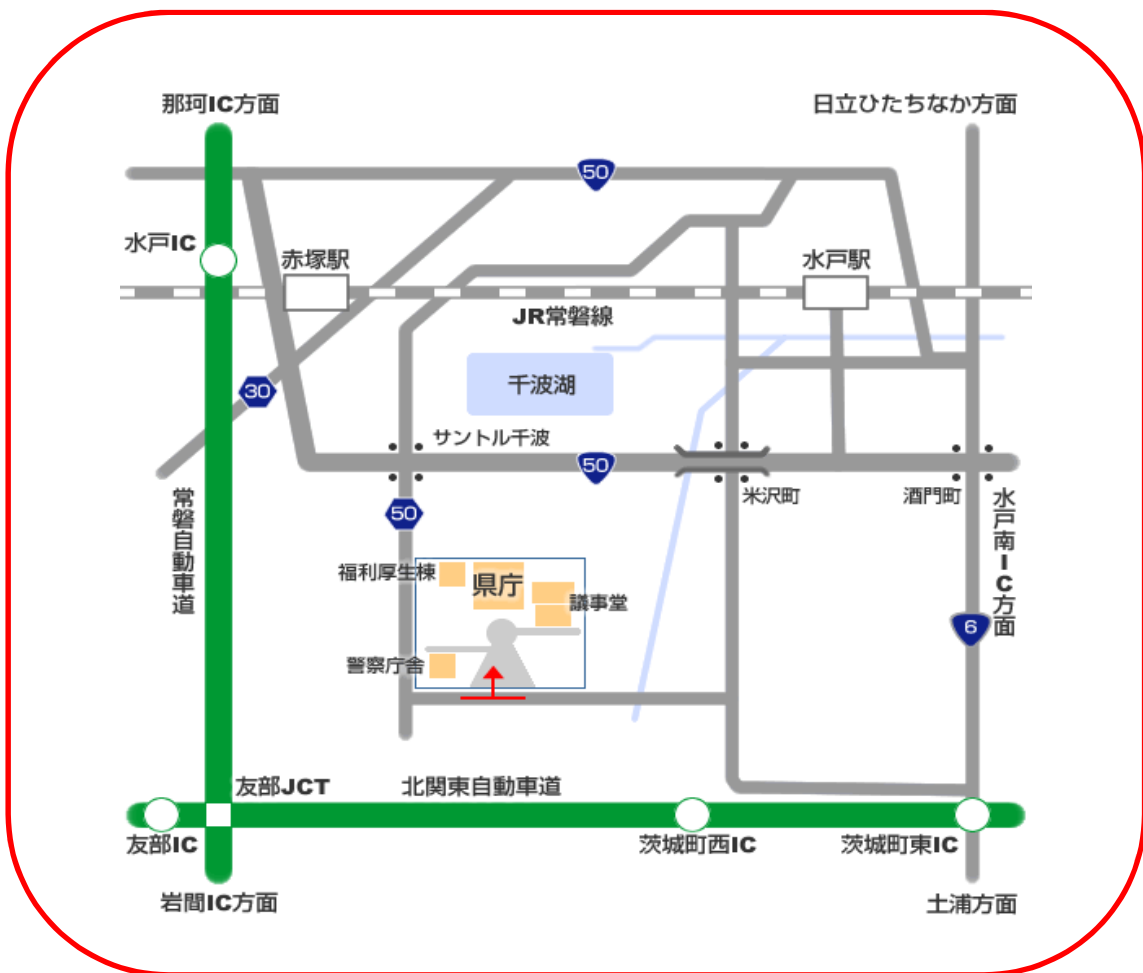 那珂IC方面
日立ひたちなか方面
50
水戸IC
赤塚駅
水戸駅
JR常磐線
千波湖
30
サントル千波
50
米沢町
酒門町
常磐自動車道
50
水戸南IC方面
福利厚生棟
県庁
議事堂
6
警察庁舎
友部JCT
北関東自動車道
友部IC
茨城町西IC
茨城町東IC
岩間IC方面
土浦方面